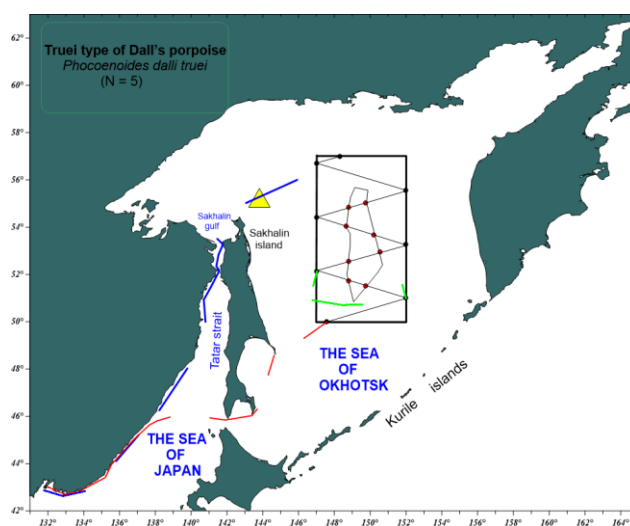 62°
60°
58°
56°
54°
52°
50°
48°
46°
44°
42°
Truei type of Dall's porpoise
Phocoenoides dalli truei
(N = 5)
Sakhalin
gulf
Sakhalin
island
Tatar strait
THE SEA
OF
OKHOTSK
Kurile islands
THE SEA
OF
JAPAN
132° 134° 136° 138° 140° 142° 144° 146° 148° 150° 152° 154° 156° 158° 160° 162°